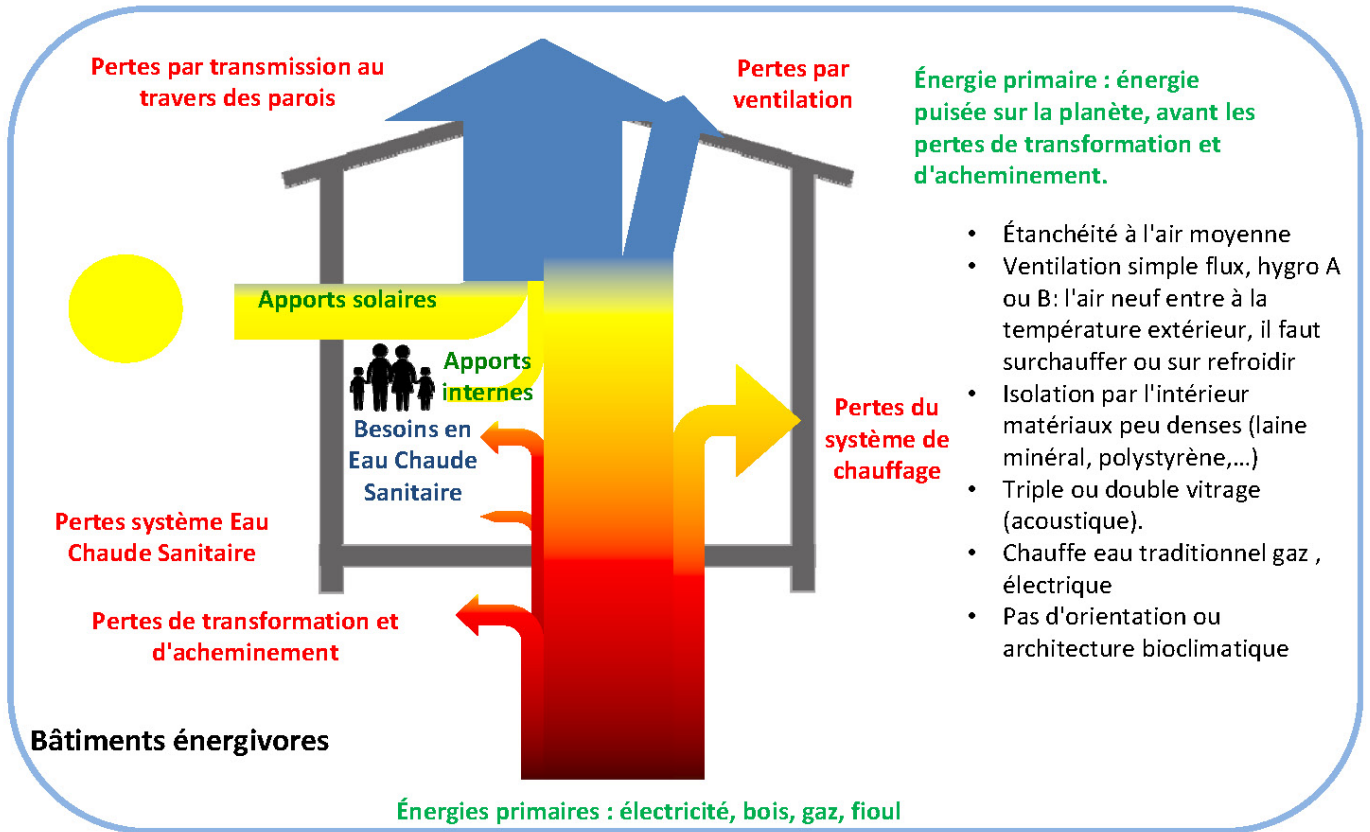 Pertes par transmission au
travers des parois
Pertes par
ventilation
Énergie primaire : énergie
puisée sur la planète, avant les
pertes de transformation et
d'acheminement.
Apports solaires
Apports
internes
Besoins en
Eau Chaude
Sanitaire
Pertes du
système de
chauffage
Pertes système Eau
Chaude Sanitaire
Pertes de transformation et
d'acheminement
• Étanchéité à l'air moyenne
• Ventilation simple flux, hygro A
ou B: l'air neuf entre à la
température extérieur, il faut
surchauffer ou sur refroidir
• Isolation par l'intérieur
matériaux peu denses (laine
minéral, polystyrène,...)
• Triple ou double vitrage
(acoustique).
• Chauffe eau traditionnel gaz ,
électrique
• Pas d'orientation ou
architecture bioclimatique
Bâtiments énergivores
Énergies primaires : électricité, bois, gaz, fioul